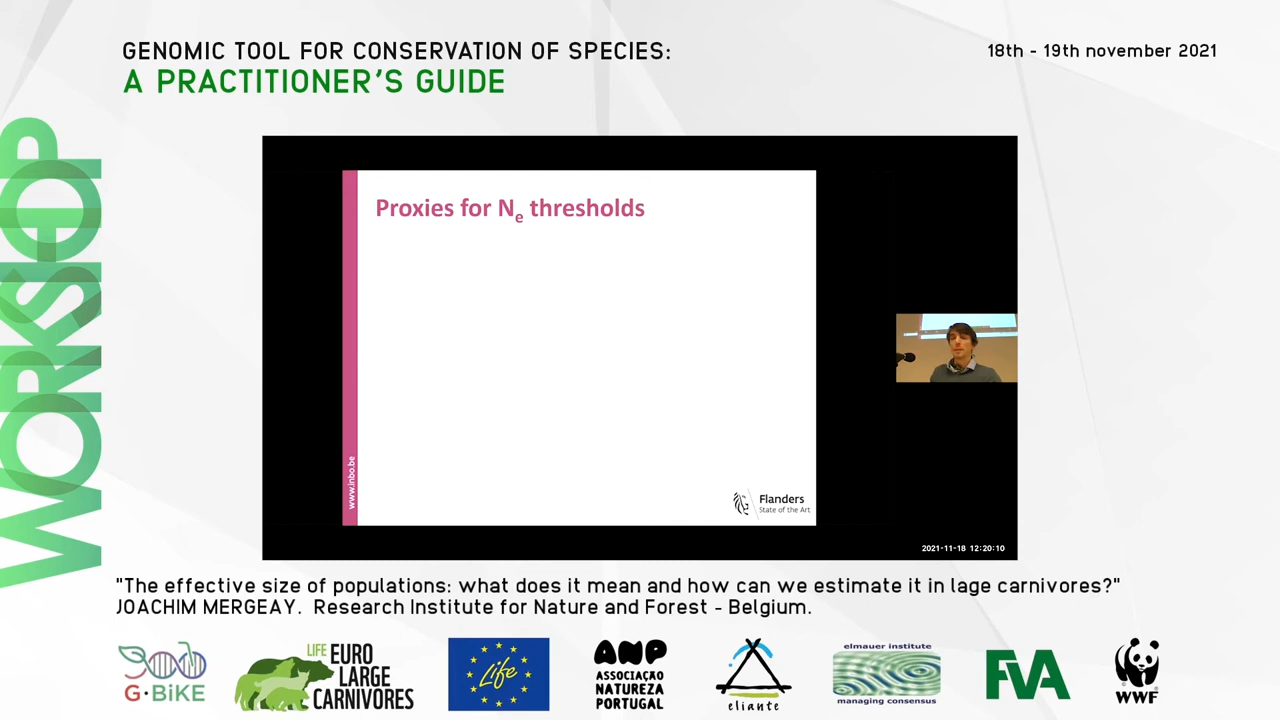 GENOMIC TOOL FOR CONSERVATION OF SPECIES:
A PRACTITIONER'S GUIDE
18th - 19th november 2021
WORKSHOP
Proxies for Ne thresholds
www.inbo.be
Flanders
State of the Art
2021-11-18 12:20:10
"The effective size of populations: what does it mean and how can we estimate it in lage carnivores?"
JOACHIM MERGEAY. Research Institute for Nature and Forest - Belgium.
G·BiKE
LIFE EURO
LARGE
CARNIVORES
Life
ANP
ASSOCIAÇÃO
NATUREZA
PORTUGAL
eliante
elmauer institute
managing consensus
FVA
WWF